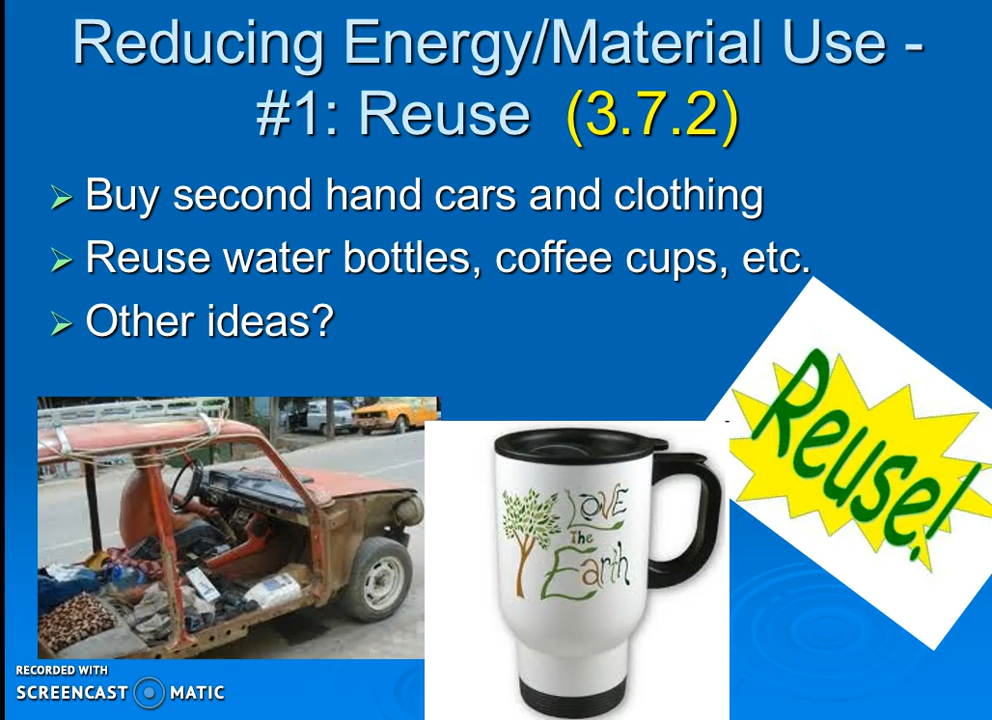 Reducing Energy/Material Use -
#1: Reuse (3.7.2)
Buy second hand cars and clothing
Reuse water bottles, coffee cups, etc.
Other ideas?
Reuse!
LOVE
The
Earth
RECORDED WITH
SCREENCAST MATIC